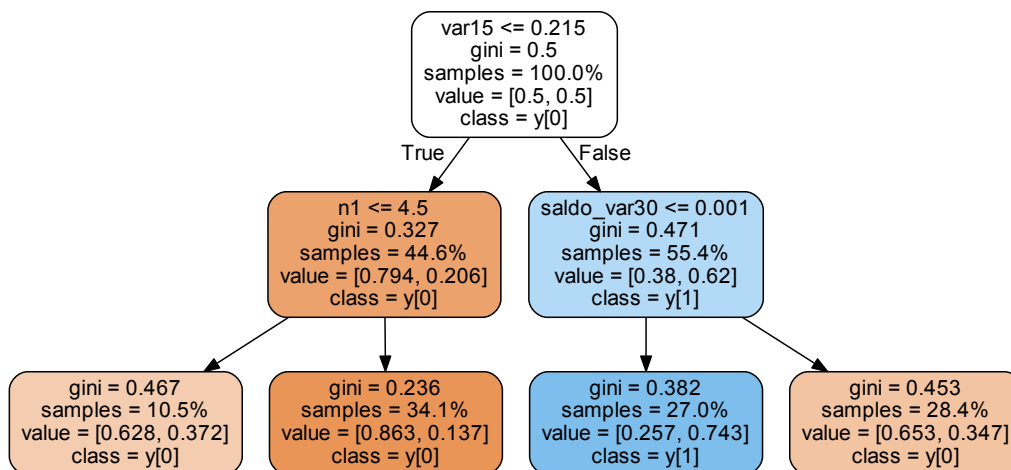 var15 <= 0.215
gini = 0.5
samples = 100.0%
value = [0.5, 0.5]
class = y[0]
True
False
n1 <= 4.5
gini = 0.327
samples = 44.6%
value = [0.794, 0.206]
class = y[0]
saldo_var30 <= 0.001
gini = 0.471
samples = 55.4%
value = [0.38, 0.62]
class = y[1]
gini = 0.467
samples = 10.5%
value = [0.628, 0.372]
class = y[0]
gini = 0.236
samples = 34.1%
value = [0.863, 0.137]
class = y[0]
gini = 0.382
samples = 27.0%
value = [0.257, 0.743]
class = y[1]
gini = 0.453
samples = 28.4%
value = [0.653, 0.347]
class = y[0]